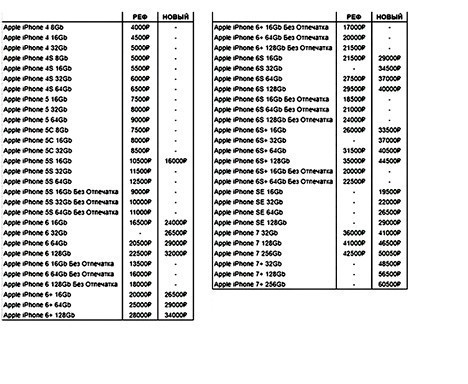 РЕФ НОВЫЙ
Apple iPhone 4 8Gb 4000Р -
Apple iPhone 4 16Gb 4500Р -
Apple iPhone 4 32Gb 5000Р -
Apple iPhone 4S 8Gb 5000Р -
Apple iPhone 4S 16Gb 5500Р -
Apple iPhone 4S 32Gb 6000Р -
Apple iPhone 4S 64Gb 6500Р -
Apple iPhone 5 16Gb 7500Р -
Apple iPhone 5 32Gb 8000Р -
Apple iPhone 5 64Gb 9000Р -
Apple iPhone 5C 8Gb 7500Р -
Apple iPhone 5C 16Gb 8000Р -
Apple iPhone 5C 32Gb 8500Р -
Apple iPhone 5S 16Gb 10500Р 16000Р
Apple iPhone 5S 32Gb 11500Р -
Apple iPhone 5S 64Gb 12500Р -
Apple iPhone 5S 16Gb Без Отпечатка 9000Р -
Apple iPhone 5S 32Gb Без Отпечатка 10000Р -
Apple iPhone 5S 64Gb Без Отпечатка 11000Р -
Apple iPhone 6 16Gb 16500Р 24000Р
Apple iPhone 6 32Gb - 26500Р
Apple iPhone 6 64Gb 20500Р 29000Р
Apple iPhone 6 128Gb 22500Р 32000Р
Apple iPhone 6 16Gb Без Отпечатка 13500Р -
Apple iPhone 6 64Gb Без Отпечатка 16000Р -
Apple iPhone 6 128Gb Без Отпечатка 18000Р -
Apple iPhone 6+ 16Gb 20000Р 26500Р
Apple iPhone 6+ 64Gb 25000Р 29000Р
Apple iPhone 6+ 128Gb 28000Р 34000Р
РЕФ НОВЫЙ
Apple iPhone 6+ 16Gb Без Отпечатка 17000Р -
Apple iPhone 6+ 64Gb Без Отпечатка 20000Р -
Apple iPhone 6+ 128Gb Без Отпечатка 21500Р -
Apple iPhone 6S 16Gb 21500Р 29000Р
Apple iPhone 6S 32Gb - 34500Р
Apple iPhone 6S 64Gb 27500Р 37000Р
Apple iPhone 6S 128Gb 29500Р 40000Р
Apple iPhone 6S 16Gb Без Отпечатка 18500Р -
Apple iPhone 6S 64Gb Без Отпечатка 21000Р -
Apple iPhone 6S 128Gb Без Отпечатка 24000Р -
Apple iPhone 6S+ 16Gb 26000Р 33500Р
Apple iPhone 6S+ 32Gb - 37000Р
Apple iPhone 6S+ 64Gb 31500Р 40500Р
Apple iPhone 6S+ 128Gb 35000Р 44500Р
Apple iPhone 6S+ 16Gb Без Отпечатка 20000Р -
Apple iPhone 6S+ 64Gb Без Отпечатка 22500Р -
Apple iPhone SE 16Gb - 19500Р
Apple iPhone SE 32Gb - 22000Р
Apple iPhone SE 64Gb - 26500Р
Apple iPhone SE 128Gb - 29000Р
Apple iPhone 7 32Gb 36000Р 41000Р
Apple iPhone 7 128Gb 41000Р 46500Р
Apple iPhone 7 256Gb 42500Р 50050Р
Apple iPhone 7+ 32Gb - 48500Р
Apple iPhone 7+ 128Gb - 56500Р
Apple iPhone 7+ 256Gb - 60500Р